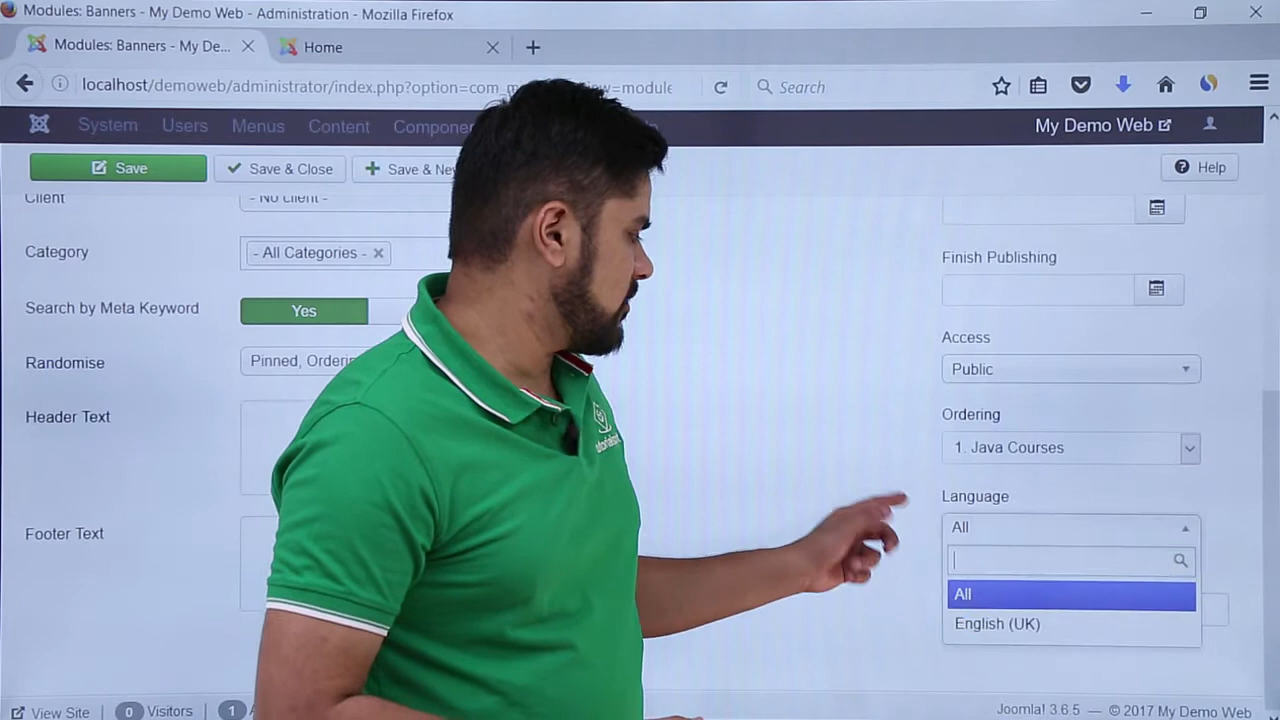 Modules: Banners - My Demo Web - Administration - Mozilla Firefox
Modules: Banners - My De...
Home
localhost/demoweb/administrator/index.php?option=com_
=module
Search
System Users Menus Content
My Demo Web
Save
Save & Close
Save &
Help
Client
- No client -
Category
- All Categories -
Finish Publishing
Search by Meta Keyword
Yes
Access
Public
Randomise
Pinned,
Header Text
Ordering
1. Java Courses
Language
All
All
English (UK)
Footer Text
View Site
0 Visitors
1
Joomla! 3.6.5 — © 2017 My Demo Web